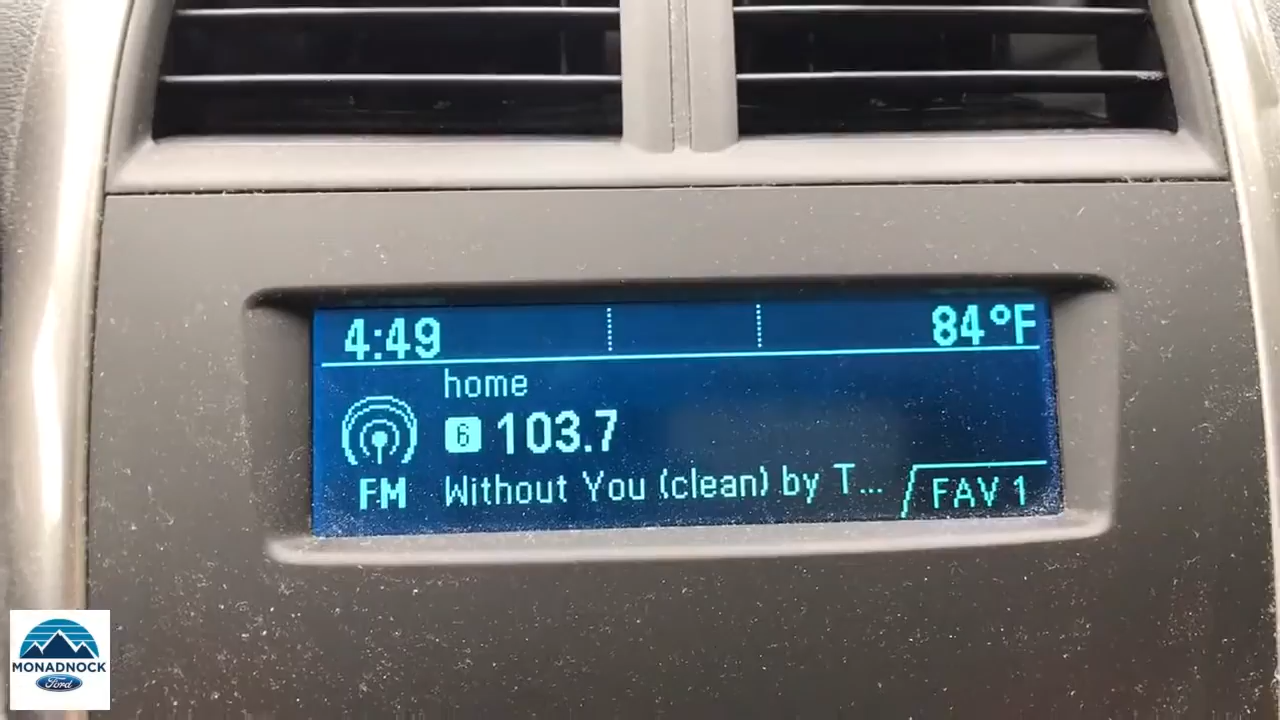 4:49 84°F
home
6 103.7
FM Without You (clean) by T... FAV 1
MONADNOCK
Ford